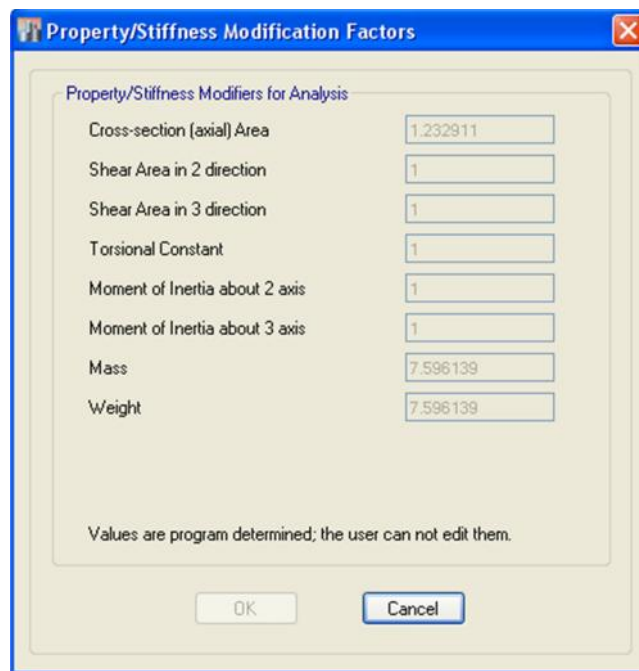 Property/Stiffness Modification Factors
Property/Stiffness Modifiers for Analysis
Cross-section (axial) Area 1.232911
Shear Area in 2 direction 1
Shear Area in 3 direction 1
Torsional Constant 1
Moment of Inertia about 2 axis 1
Moment of Inertia about 3 axis 1
Mass 7.596139
Weight 7.596139
Values are program determined; the user can not edit them.
OK Cancel